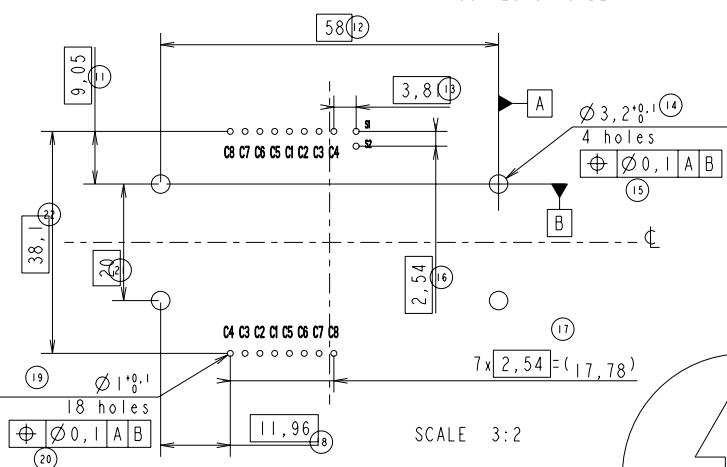 58 12
9,05 11
3,81 13
A
Ø3,2 +0,1 0 14
4 holes
⌖ Ø0,1 A B
15
S1
S2
C8 C7 C6 C5 C1 C2 C3 C4
B
38,1 22
20
2,54 16
℄
C4 C3 C2 C1 C5 C6 C7 C8
17
7x 2,54 =(17,78)
19
Ø1 +0,1 0
18 holes
⌖ Ø0,1 A B
20
11,96
SCALE 3:2